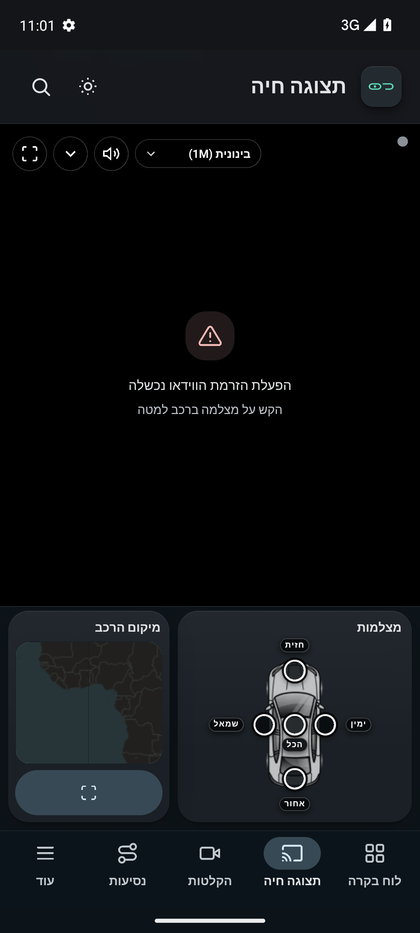 11:01
3G
תצוגה חיה
בינונית (1M)
הפעלת הזרמת הווידאו נכשלה
הקש על מצלמה ברכב למטה
מצלמות
חזית
ימין
שמאל
הכל
אחור
מיקום הרכב
לוח בקרה
תצוגה חיה
הקלטות
נסיעות
עוד